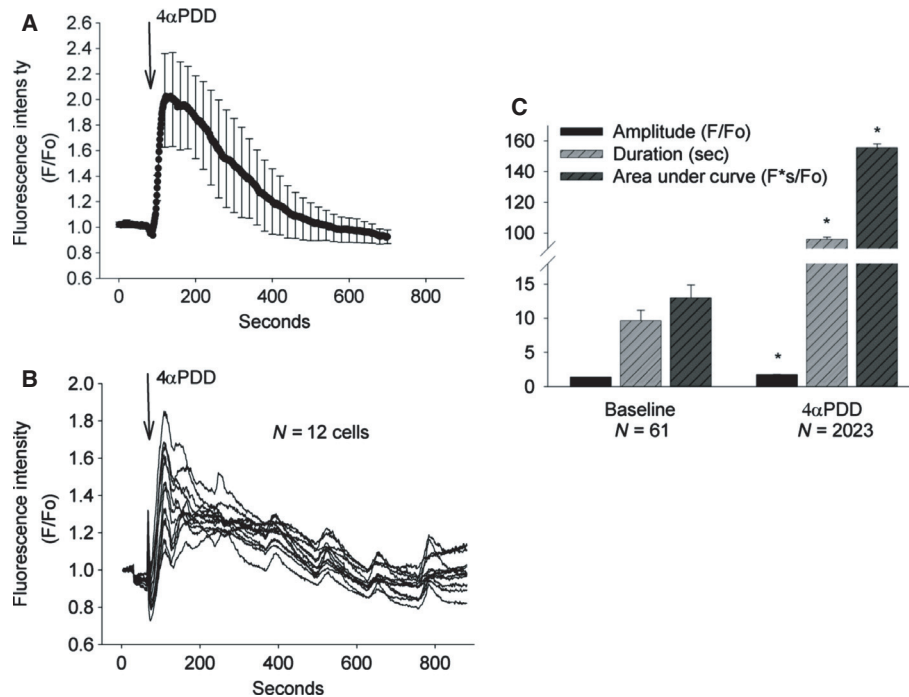 A
4αPDD
2.6
2.4
2.2
2.0
1.8
1.6
1.4
1.2
1.0
0.8
0.6
Fluorescence intens ty
(F/Fo)
0 200 400 600 800
Seconds
B
4αPDD
N = 12 cells
2.0
1.8
1.6
1.4
1.2
1.0
0.8
0.6
Fluorescence intensity
(F/Fo)
0 200 400 600 800
Seconds
C
Amplitude (F/Fo)
Duration (sec)
Area under curve (F*s/Fo)
160
140
120
100
15
10
5
0
*
*
*
Baseline
N = 61
4αPDD
N = 2023